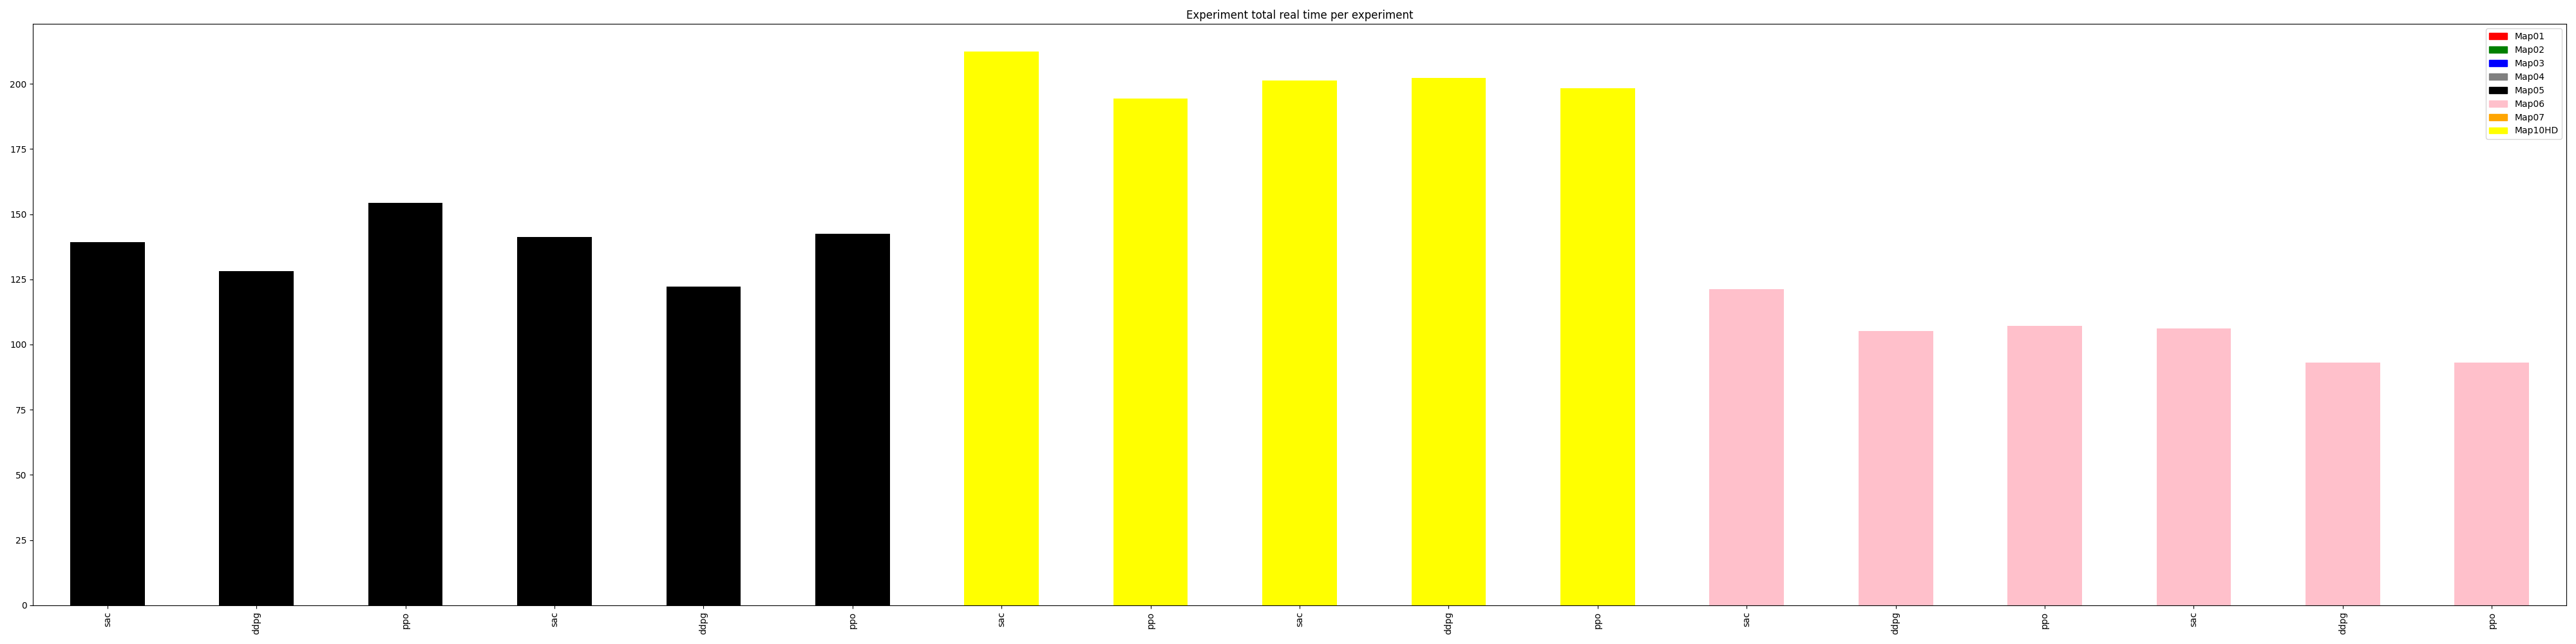 Experiment total real time per experiment
Map01
Map02
Map03
Map04
Map05
Map06
Map07
Map10HD
200
175
150
125
100
75
50
25
0
sac
ddpg
ppo
sac
ddpg
ppo
sac
ppo
sac
ddpg
ppo
sac
ddpg
ppo
sac
ddpg
ppo